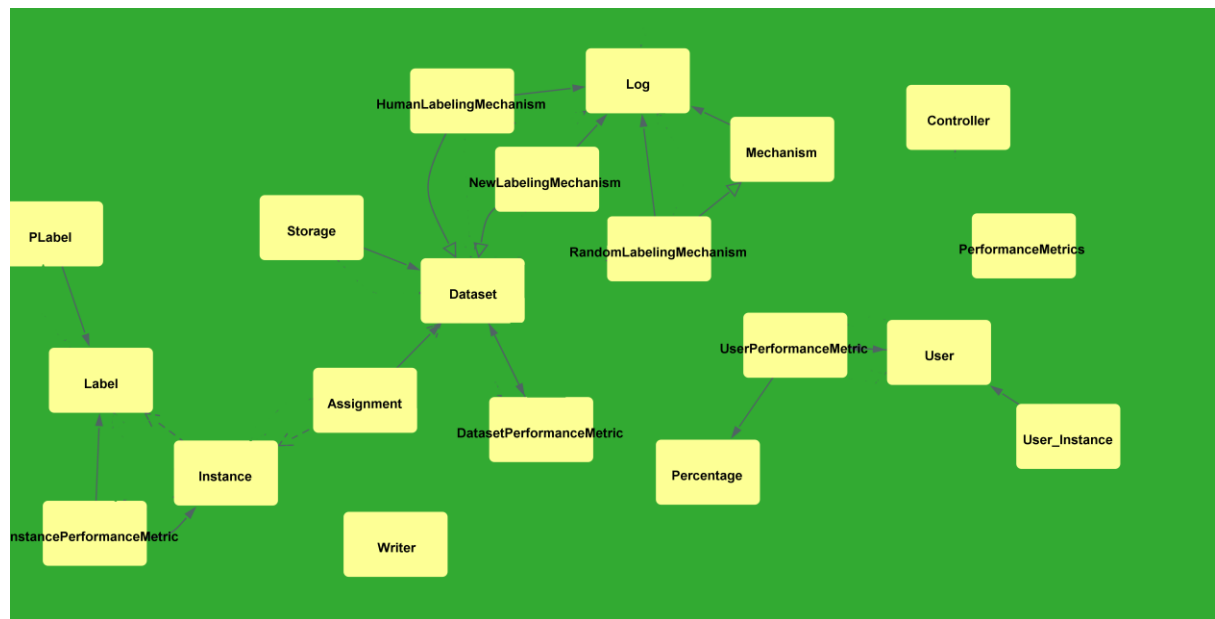 Log
HumanLabelingMechanism
Controller
Mechanism
NewLabelingMechanism
Storage
PLabel
PerformanceMetrics
RandomLabelingMechanism
Dataset
UserPerformanceMetric
User
Label
Assignment
DatasetPerformanceMetric
User_Instance
Percentage
Instance
nstancePerformanceMetric
Writer